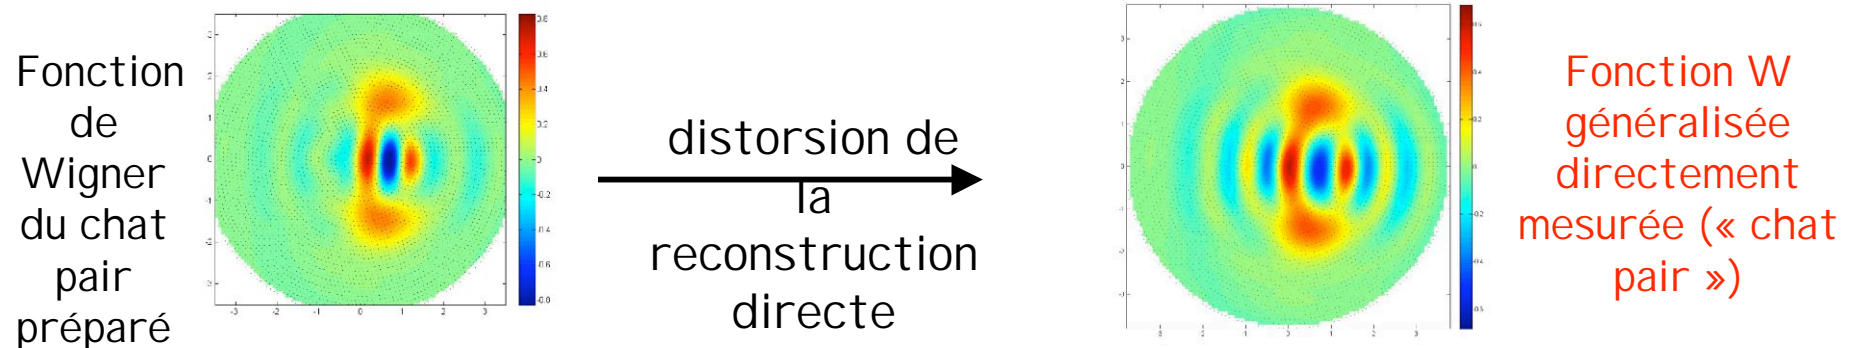 Fonction
de
Wigner
du chat
pair
préparé
distorsion de
la
reconstruction
directe
Fonction W
généralisée
directement
mesurée (« chat
pair »)